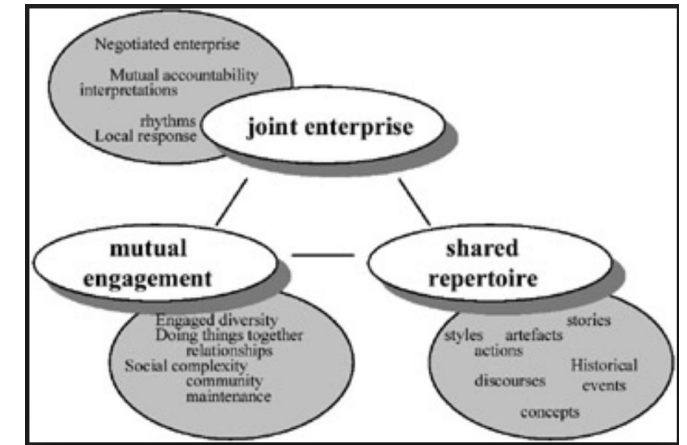 Negotiated enterprise
Mutual accountability
interpretations
rhythms
Local response
joint enterprise
mutual
engagement
shared
repertoire
Engaged diversity
Doing things together
relationships
Social complexity
community
maintenance
stories
styles artefacts
actions
Historical
discourses
events
concepts